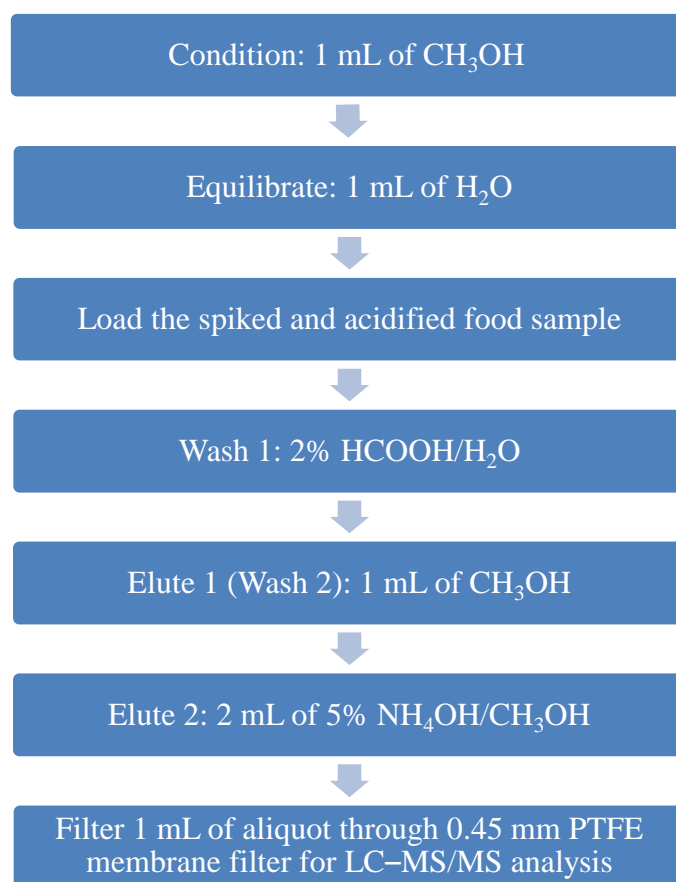 Condition: 1 mL of CH₃OH
Equilibrate: 1 mL of H₂O
Load the spiked and acidified food sample
Wash 1: 2% HCOOH/H₂O
Elute 1 (Wash 2): 1 mL of CH₃OH
Elute 2: 2 mL of 5% NH₄OH/CH₃OH
Filter 1 mL of aliquot through 0.45 mm PTFE
membrane filter for LC–MS/MS analysis